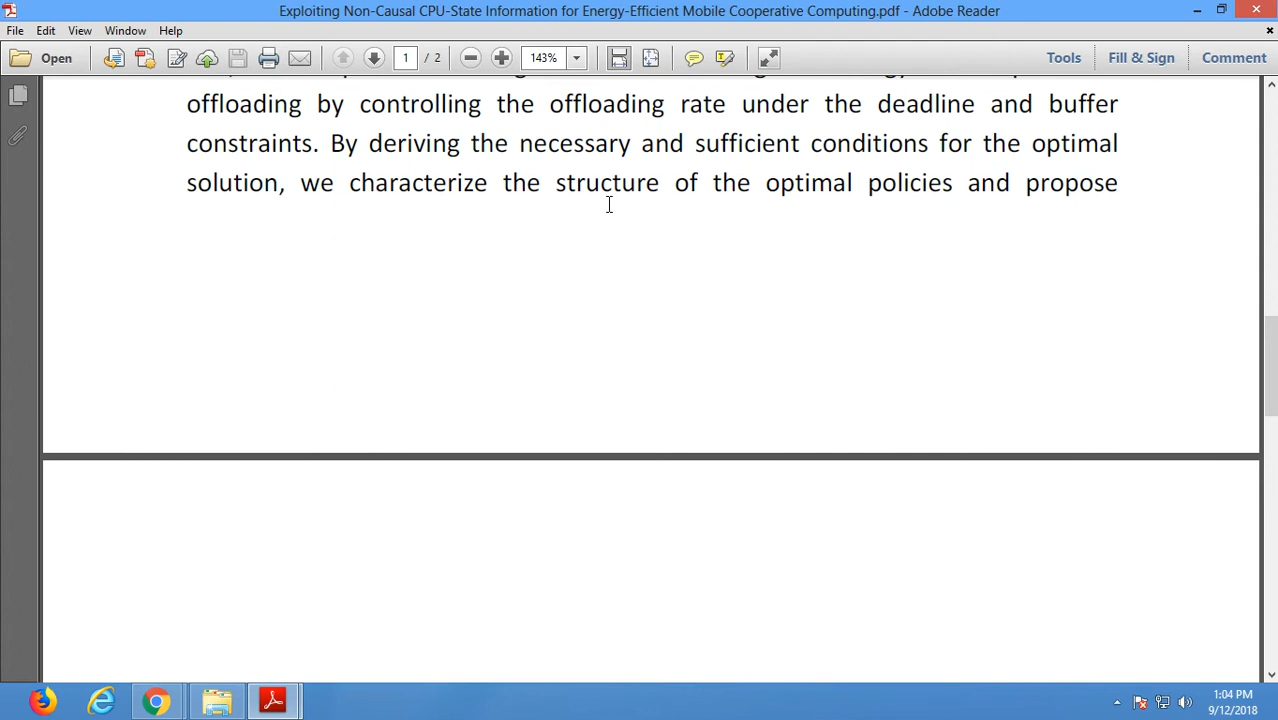 Exploiting Non-Causal CPU-State Information for Energy-Efficient Mobile Cooperative Computing.pdf - Adobe Reader
File Edit View Window Help
Open 1 / 2 143% Tools Fill & Sign Comment
offloading by controlling the offloading rate under the deadline and buffer
constraints. By deriving the necessary and sufficient conditions for the optimal
solution, we characterize the structure of the optimal policies and propose
1:04 PM
9/12/2018